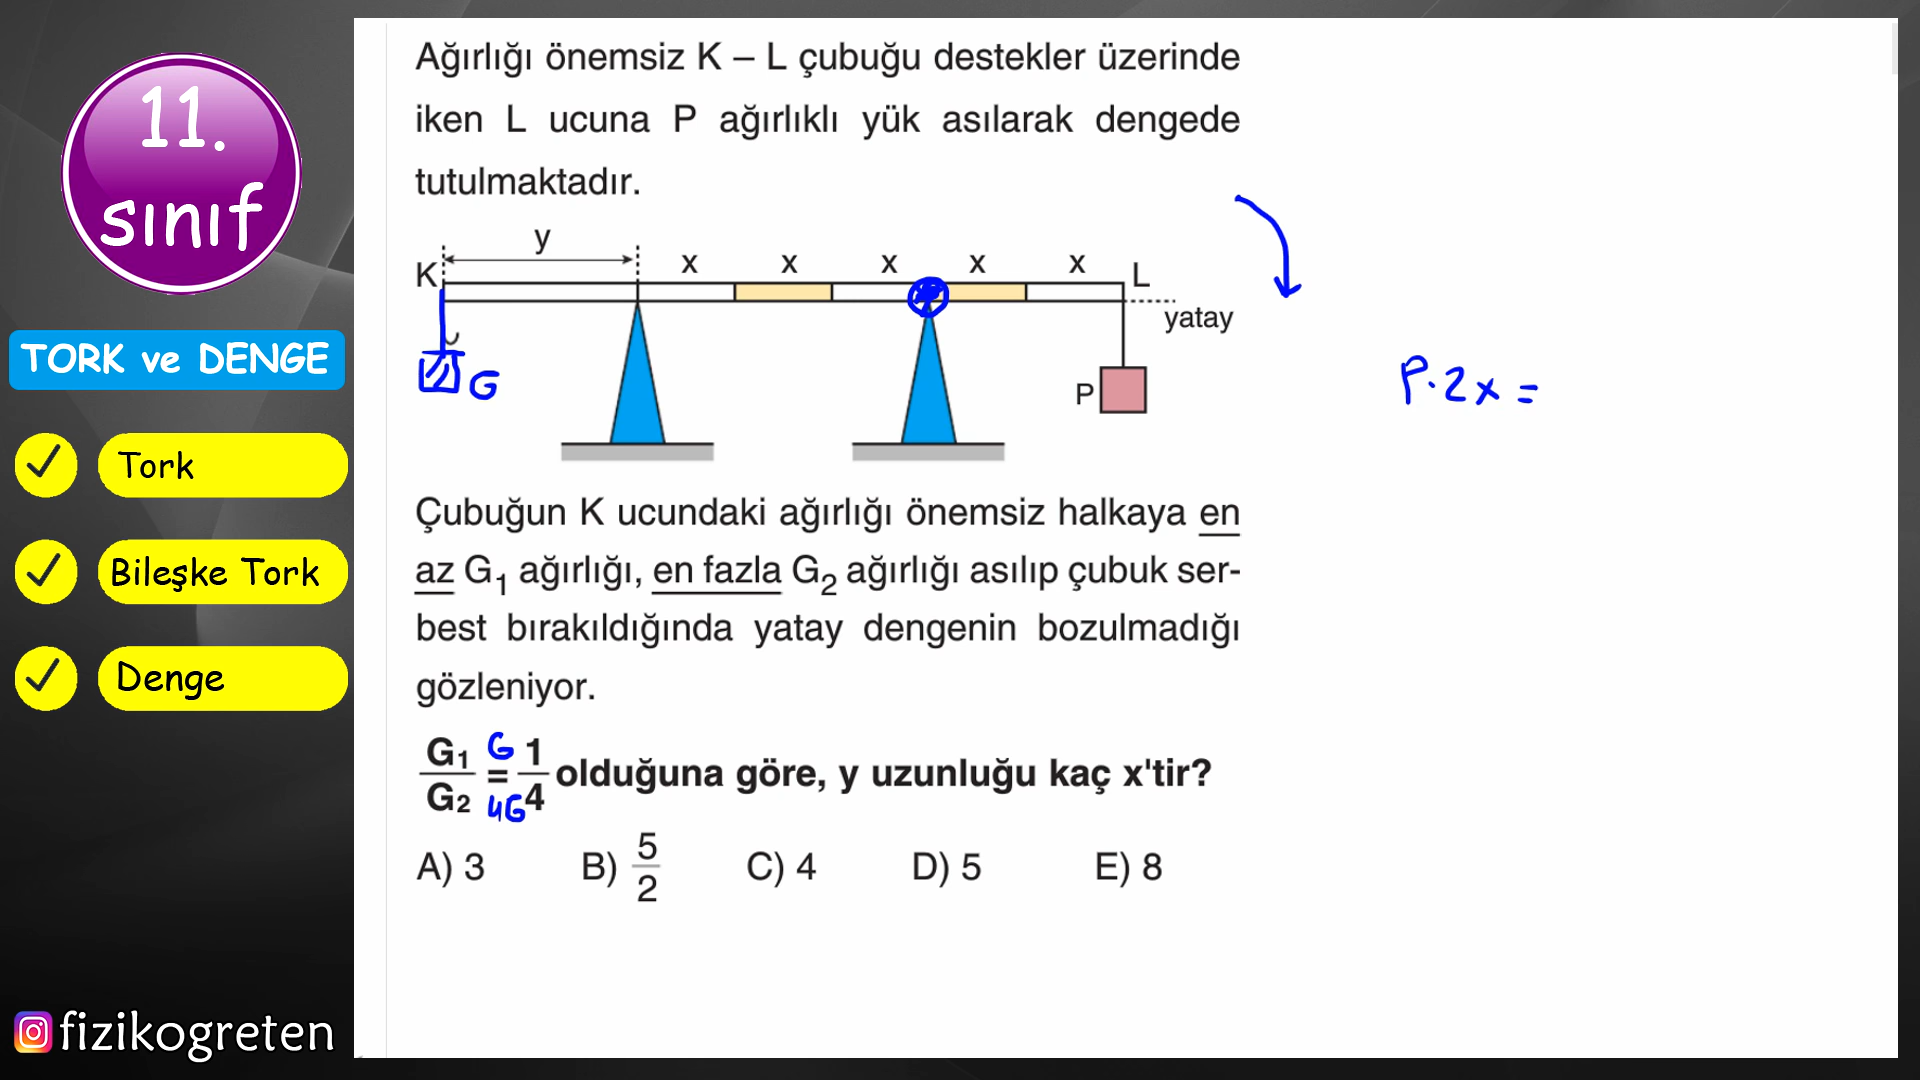 11.
sınıf
TORK ve DENGE
Tork
Bileşke Tork
Denge
fizikogreten
Ağırlığı önemsiz K – L çubuğu destekler üzerinde
iken L ucuna P ağırlıklı yük asılarak dengede
tutulmaktadır.
y
K x x x x x L
yatay
G P
P.2x =
Çubuğun K ucundaki ağırlığı önemsiz halkaya en
az G1 ağırlığı, en fazla G2 ağırlığı asılıp çubuk ser-
best bırakıldığında yatay dengenin bozulmadığı
gözleniyor.
G1/G2 = 1/4 olduğuna göre, y uzunluğu kaç x'tir?
G
4G
A) 3 B) 5/2 C) 4 D) 5 E) 8